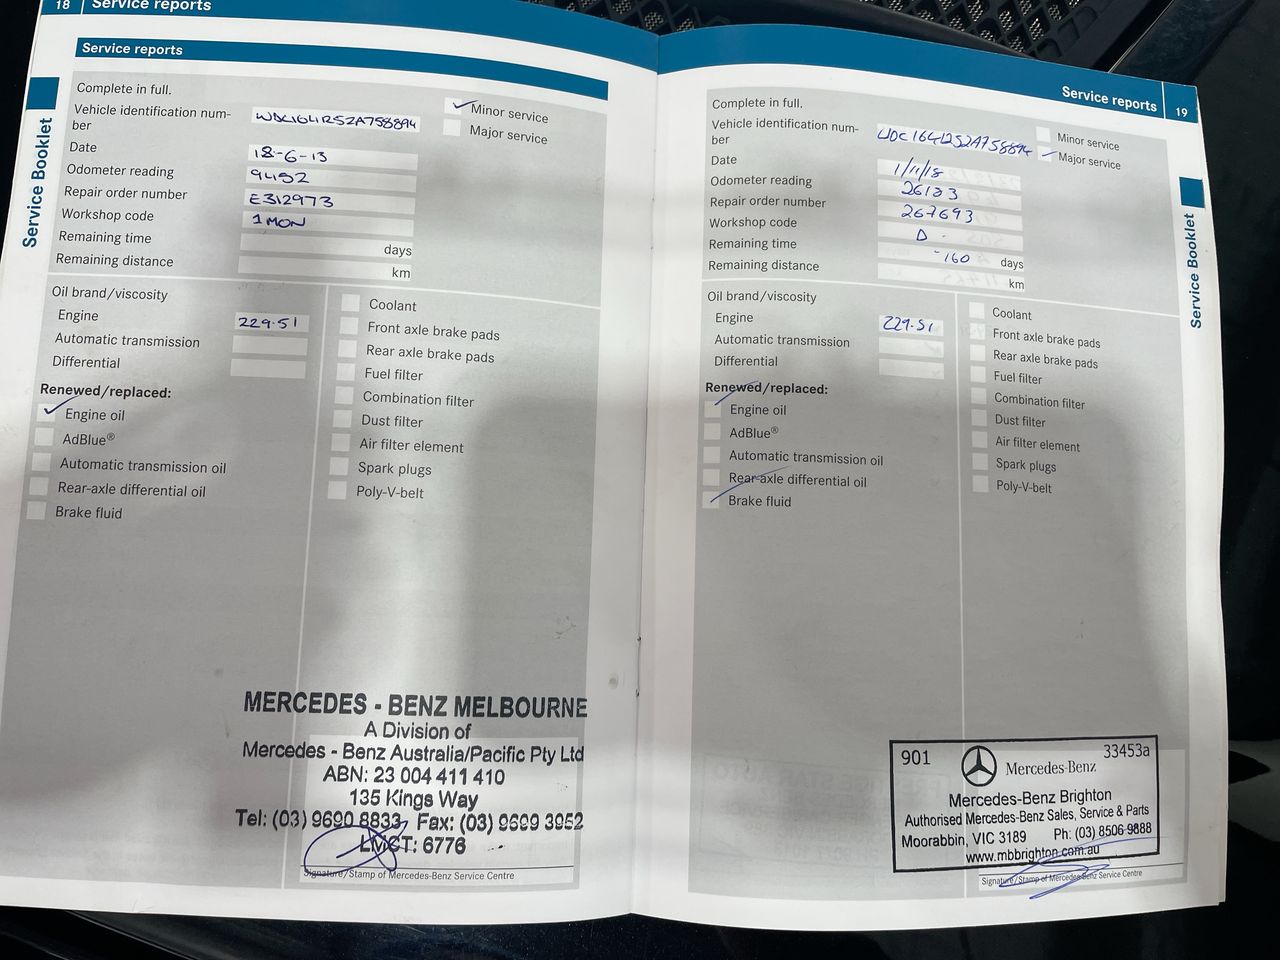 18 Service reports
Service reports
Service Booklet
Complete in full.
Vehicle identification num-
ber
WDC1641252A758894
Minor service
Major service
Date 18-6-13
Odometer reading 9452
Repair order number E312973
Workshop code 1MON
Remaining time days
Remaining distance km
Oil brand/viscosity
Engine 229.51
Automatic transmission
Differential
Renewed/replaced:
Engine oil
AdBlue®
Automatic transmission oil
Rear-axle differential oil
Brake fluid
Coolant
Front axle brake pads
Rear axle brake pads
Fuel filter
Combination filter
Dust filter
Air filter element
Spark plugs
Poly-V-belt
MERCEDES - BENZ MELBOURNE
A Division of
Mercedes - Benz Australia/Pacific Pty Ltd
ABN: 23 004 411 410
135 Kings Way
Tel: (03) 9690 8833 Fax: (03) 9699 3952
LMCT: 6776
Signature/Stamp of Mercedes-Benz Service Centre
Service reports 19
Service Booklet
Complete in full.
Vehicle identification num-
ber
WDC1641252A758894
Minor service
Major service
Date 1/11/18
Odometer reading 26133
Repair order number 267693
Workshop code D -
Remaining time -160 days
Remaining distance km
Oil brand/viscosity
Engine 229.51
Automatic transmission
Differential
Renewed/replaced:
Engine oil
AdBlue®
Automatic transmission oil
Rear-axle differential oil
Brake fluid
Coolant
Front axle brake pads
Rear axle brake pads
Fuel filter
Combination filter
Dust filter
Air filter element
Spark plugs
Poly-V-belt
901 Mercedes-Benz 33453a
Mercedes-Benz Brighton
Authorised Mercedes-Benz Sales, Service & Parts
Moorabbin, VIC 3189 Ph: (03) 8506 9888
www.mbbrighton.com.au
Signature/Stamp of Mercedes-Benz Service Centre